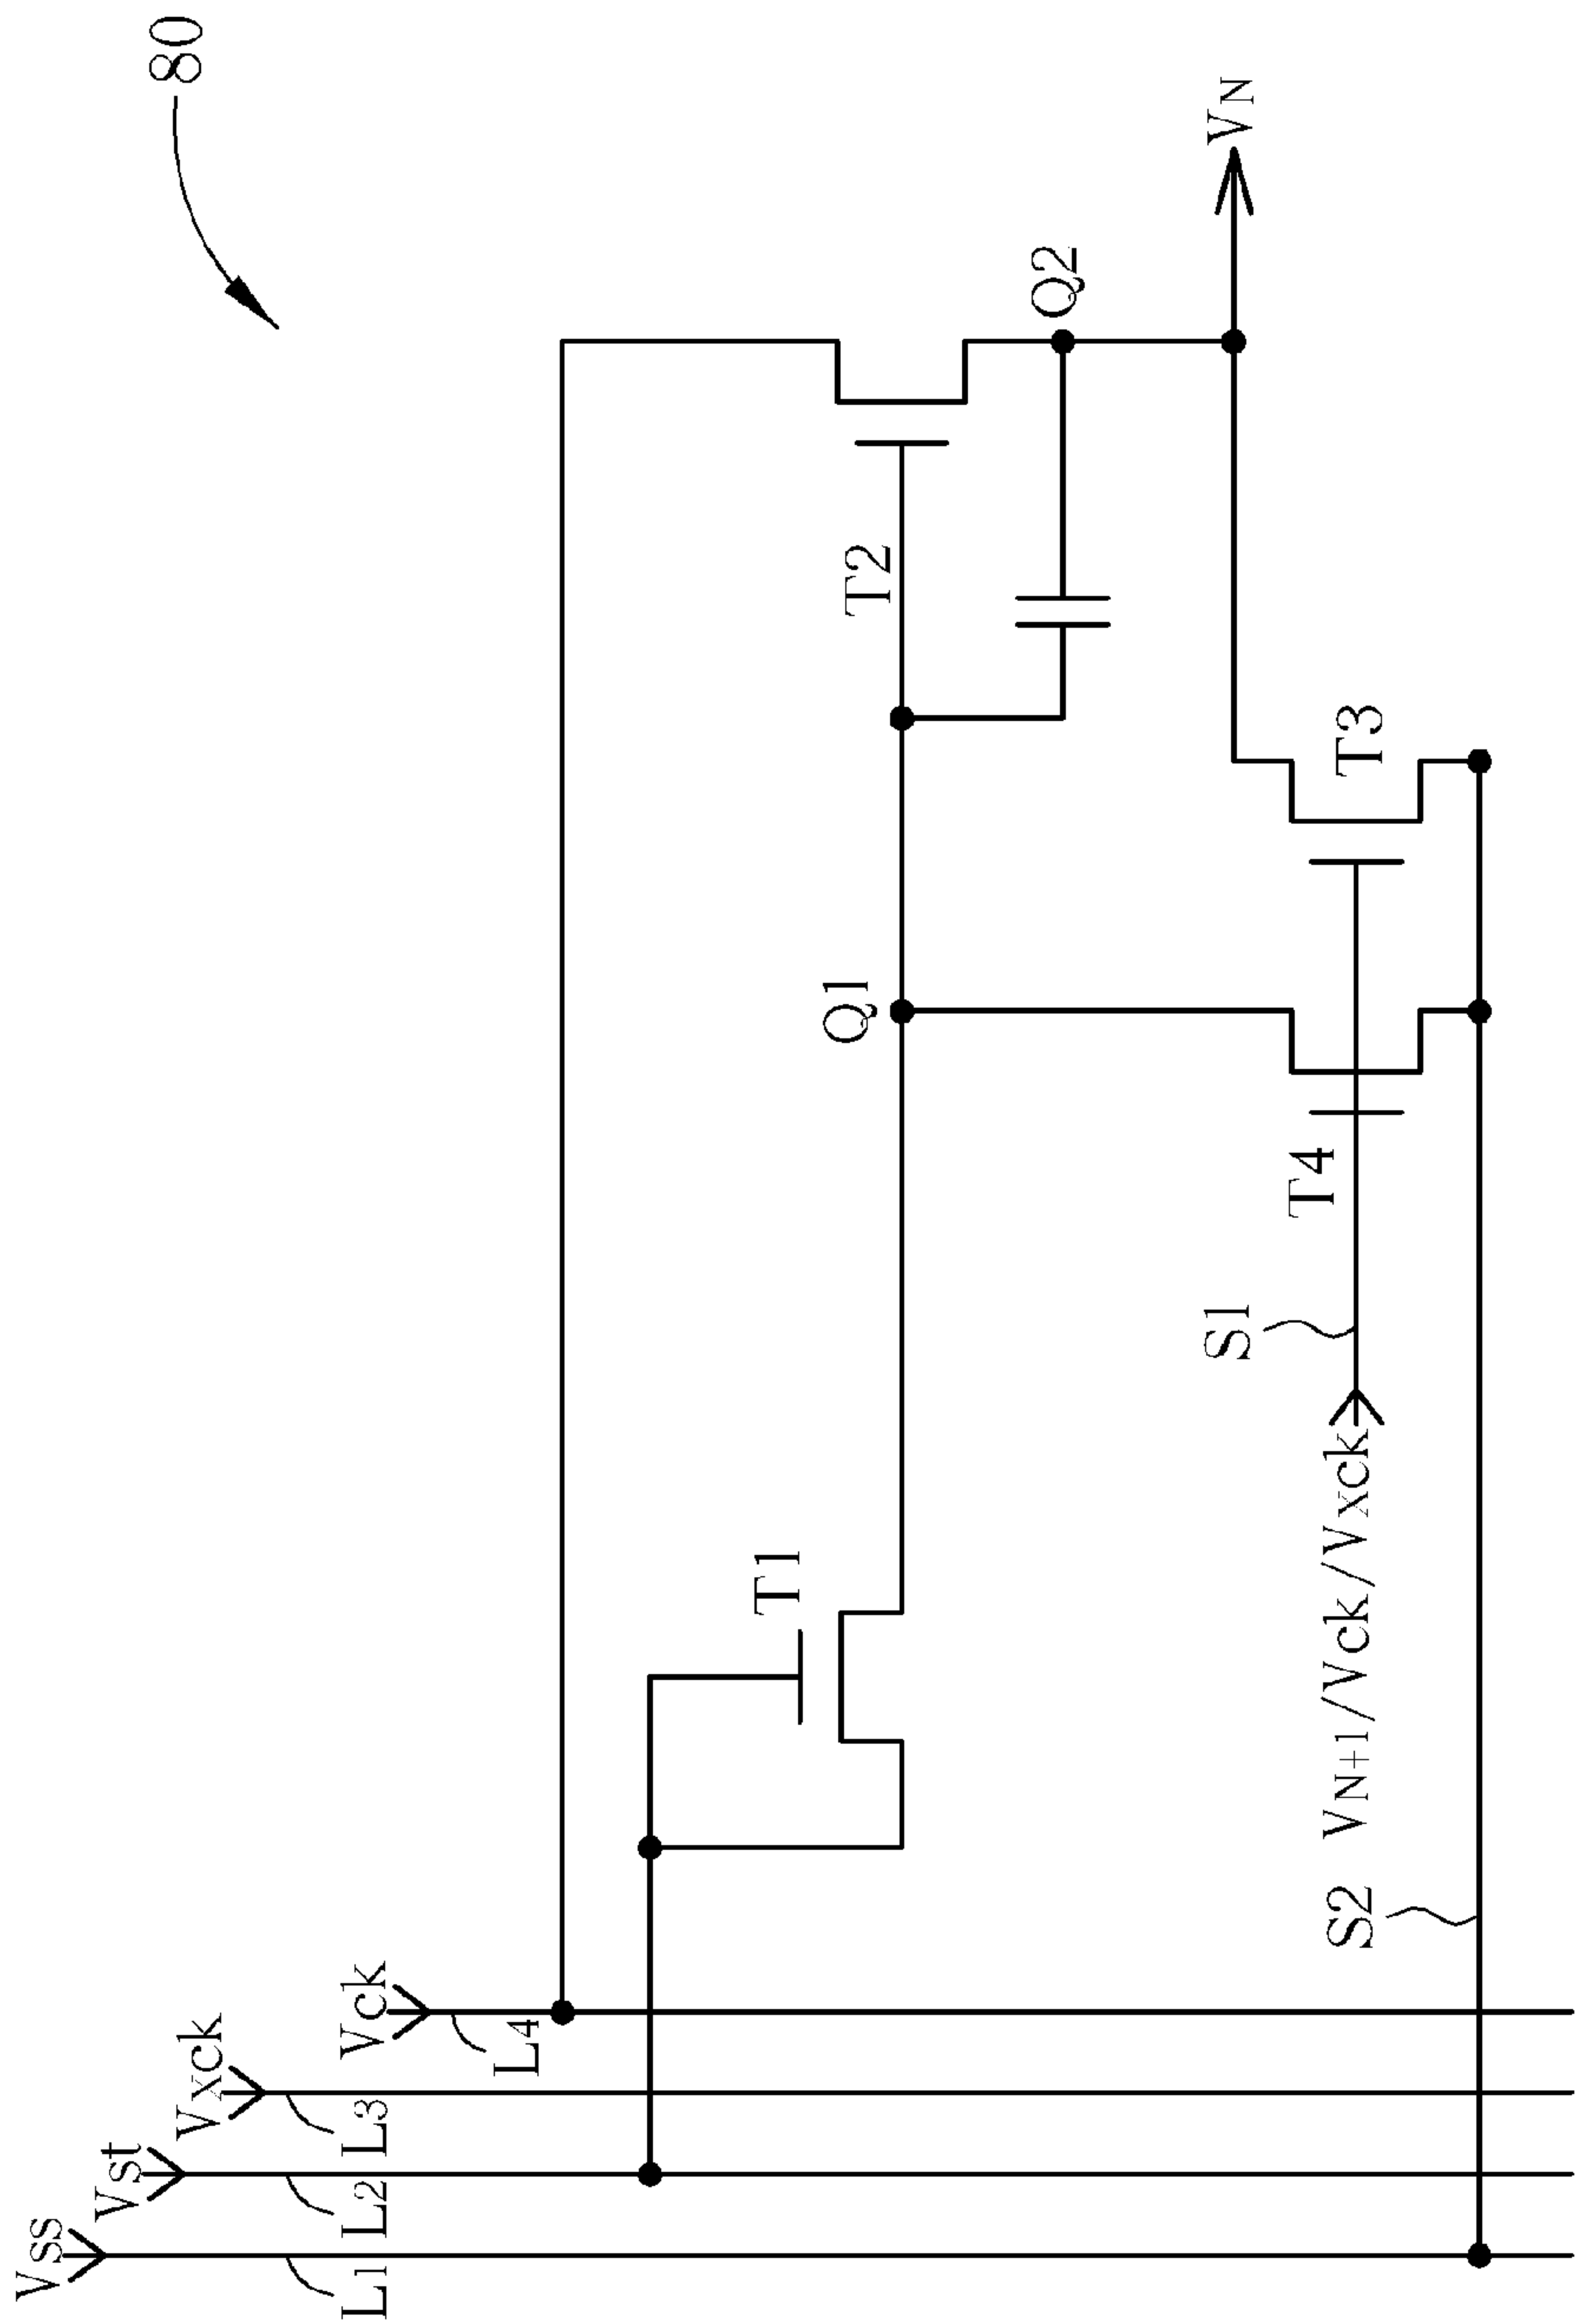 80
Vss
Vst
Vxck
Vck
L1
L2
L3
L4
T1
Q1
T2
Q2
VN
T3
T4
S1
VN+1/Vck/Vxck
S2